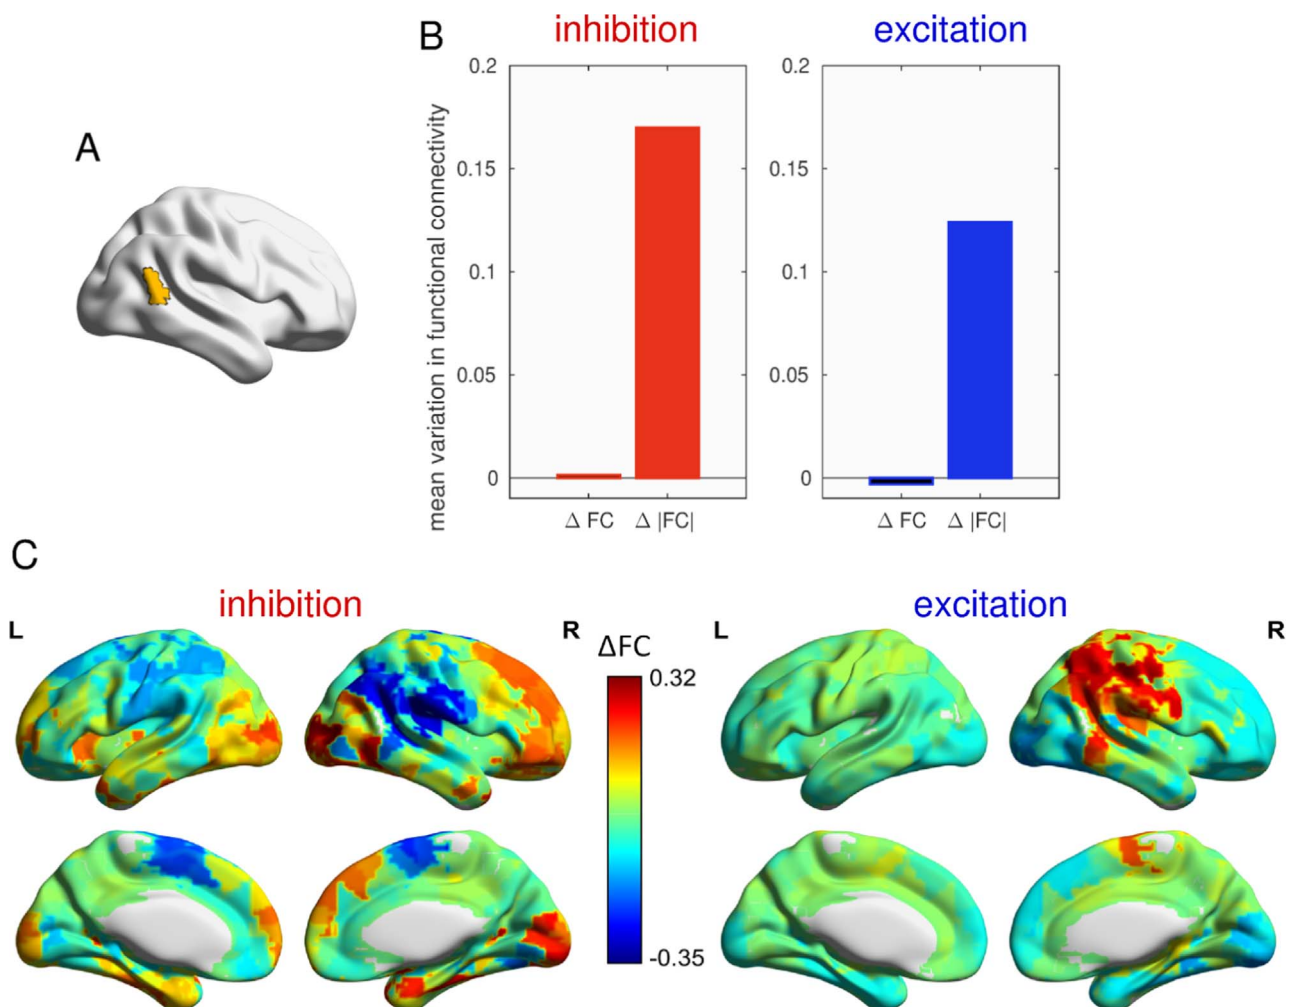 A
B
inhibition
excitation
mean variation in functional connectivity
0.2
0.15
0.1
0.05
0
Δ FC Δ |FC|
0.2
0.15
0.1
0.05
0
Δ FC Δ |FC|
C
inhibition
excitation
L
R
ΔFC
0.32
-0.35
L
R